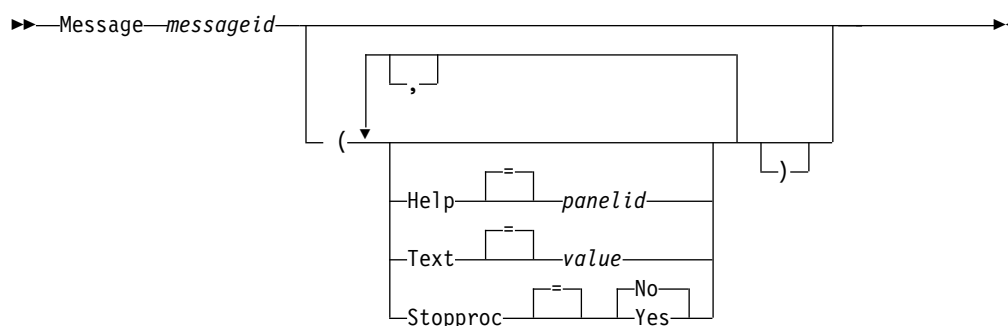 Message messageid
,
(
)
=
Help panelid
=
Text value
= No
Stopproc Yes